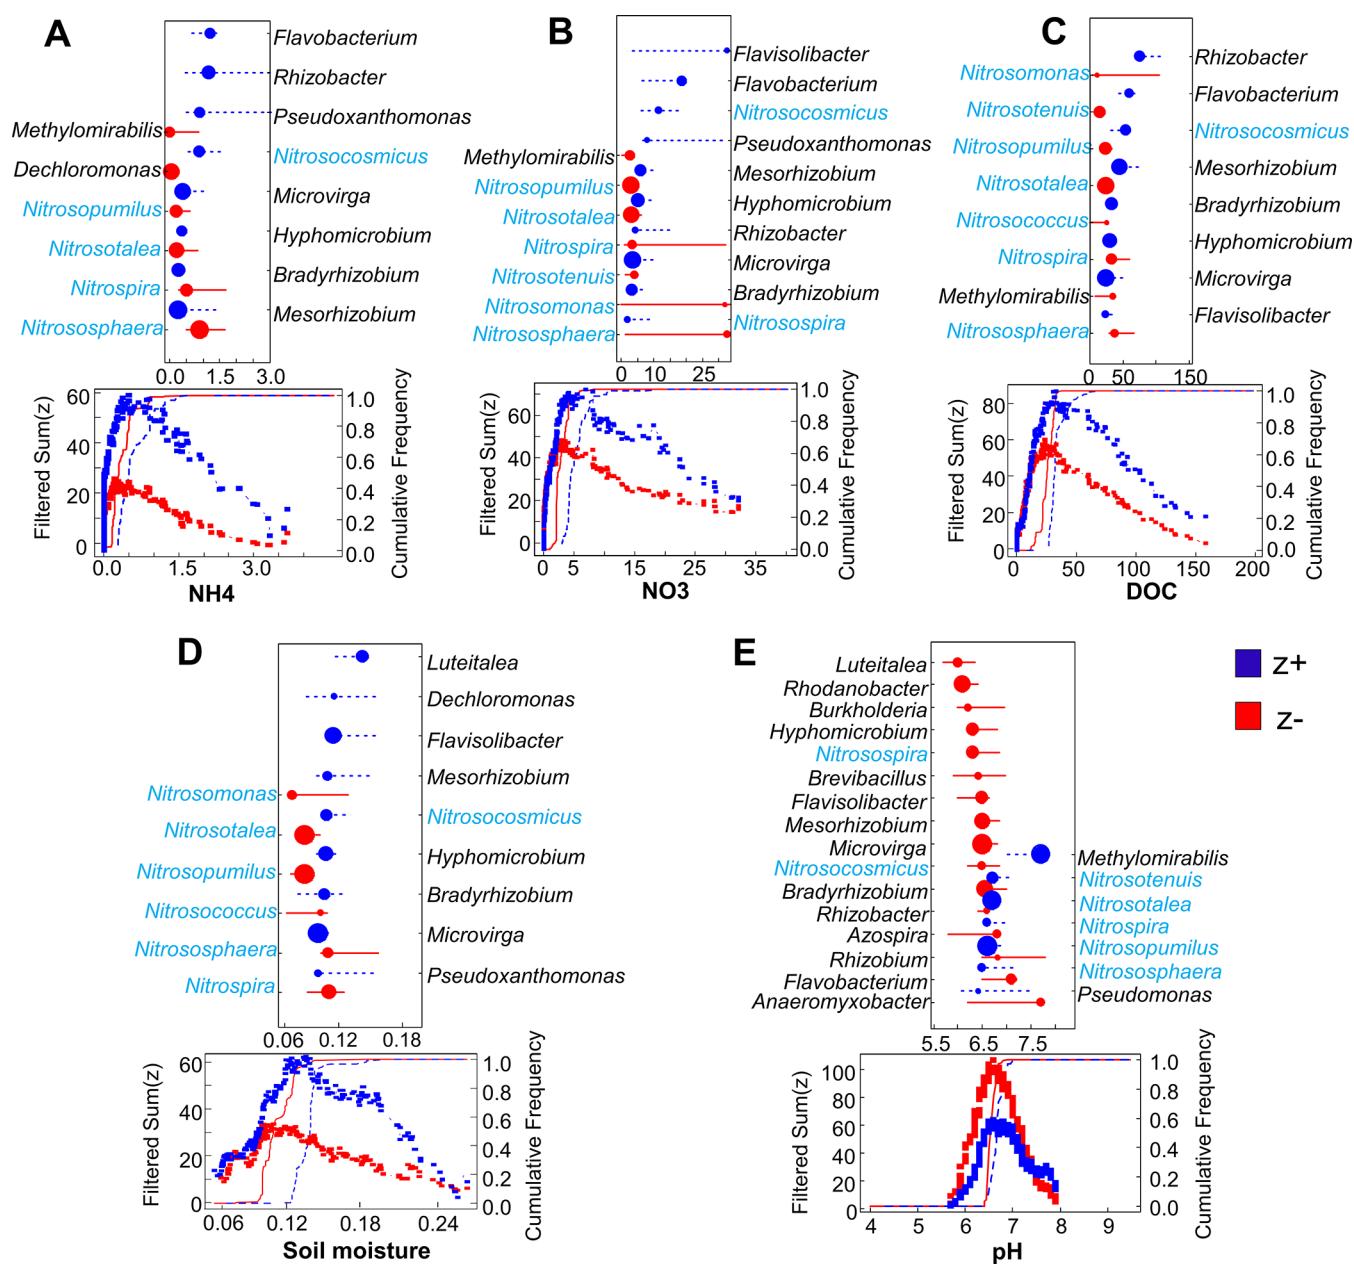 A
Flavobacterium
Rhizobacter
Pseudoxanthomonas
Methylomirabilis
Nitrosocosmicus
Dechloromonas
Microvirga
Nitrosopumilus
Hyphomicrobium
Nitrosotalea
Bradyrhizobium
Nitrospira
Mesorhizobium
Nitrososphaera
0.0 1.5 3.0
60
40
20
0
Filtered Sum(z)
1.0
0.8
0.6
0.4
0.2
0.0
Cumulative Frequency
0.0 1.5 3.0
NH4
B
Flavisolibacter
Flavobacterium
Nitrosocosmicus
Pseudoxanthomonas
Methylomirabilis
Mesorhizobium
Nitrosopumilus
Hyphomicrobium
Nitrosotalea
Rhizobacter
Nitrospira
Microvirga
Nitrosotenuis
Bradyrhizobium
Nitrosomonas
Nitrosospira
Nitrososphaera
0 10 25
60
40
20
0
Filtered Sum(z)
1.0
0.8
0.6
0.4
0.2
0.0
Cumulative Frequency
0 5 15 30 40
NO3
C
Rhizobacter
Nitrosomonas
Flavobacterium
Nitrosotenuis
Nitrosocosmicus
Nitrosopumilus
Mesorhizobium
Nitrosotalea
Bradyrhizobium
Nitrosococcus
Hyphomicrobium
Nitrospira
Microvirga
Methylomirabilis
Flavisolibacter
Nitrososphaera
0 50 150
80
60
40
20
0
Filtered Sum(z)
1.0
0.8
0.6
0.4
0.2
0.0
Cumulative Frequency
0 50 100 150 200
DOC
D
Luteitalea
Dechloromonas
Flavisolibacter
Mesorhizobium
Nitrosomonas
Nitrosocosmicus
Nitrosotalea
Hyphomicrobium
Nitrosopumilus
Bradyrhizobium
Nitrosococcus
Microvirga
Nitrososphaera
Pseudoxanthomonas
Nitrospira
0.06 0.12 0.18
60
40
20
0
Filtered Sum(z)
1.0
0.8
0.6
0.4
0.2
0.0
Cumulative Frequency
0.06 0.12 0.18 0.24
Soil moisture
E
Luteitalea
Rhodanobacter
Burkholderia
Hyphomicrobium
Nitrosospira
Brevibacillus
Flavisolibacter
Mesorhizobium
Microvirga
Methylomirabilis
Nitrosocosmicus
Nitrosotenuis
Bradyrhizobium
Nitrosotalea
Rhizobacter
Nitrospira
Azospira
Nitrosopumilus
Rhizobium
Nitrososphaera
Flavobacterium
Pseudomonas
Anaeromyxobacter
5.5 6.5 7.5
100
80
60
40
20
0
Filtered Sum(z)
1.0
0.8
0.6
0.4
0.2
0.0
Cumulative Frequency
4 5 6 7 8 9
pH
z+
z-